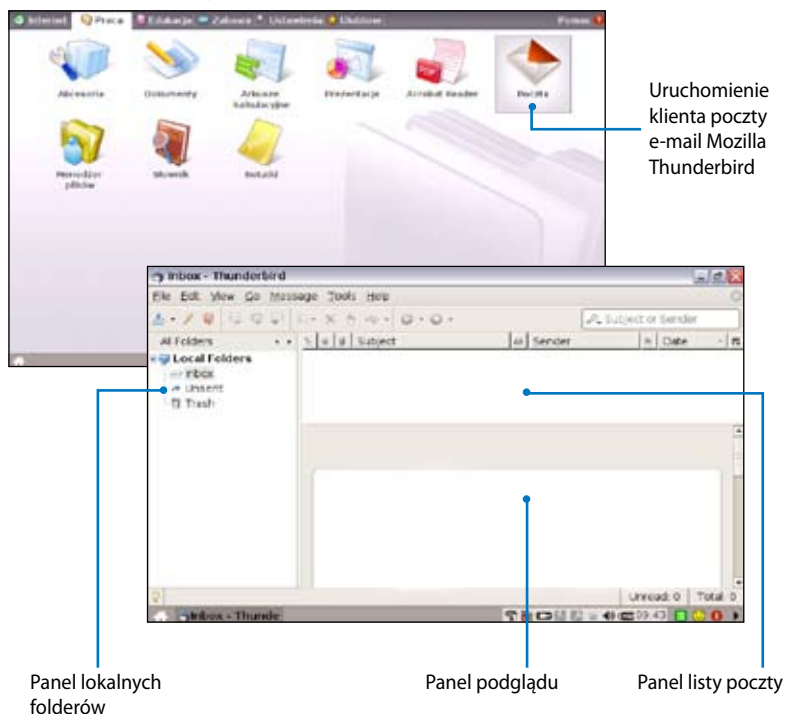 Internet Praca Edukacja Zabawa Ustawienia Ulubione Pomoc
Akcesoria Dokumenty Arkusze kalkulacyjne Prezentacje Acrobat Reader Poczta
Menedżer plików Słownik Notatki
Uruchomienie
klienta poczty
e-mail Mozilla
Thunderbird
Inbox - Thunderbird
File Edit View Go Message Tools Help
Subject or Sender
All Folders Subject Sender Date
Local Folders
Inbox
Unsent
Trash
Unread: 0 Total: 0
Inbox - Thunde 09:43
Panel lokalnych
folderów
Panel podglądu
Panel listy poczty